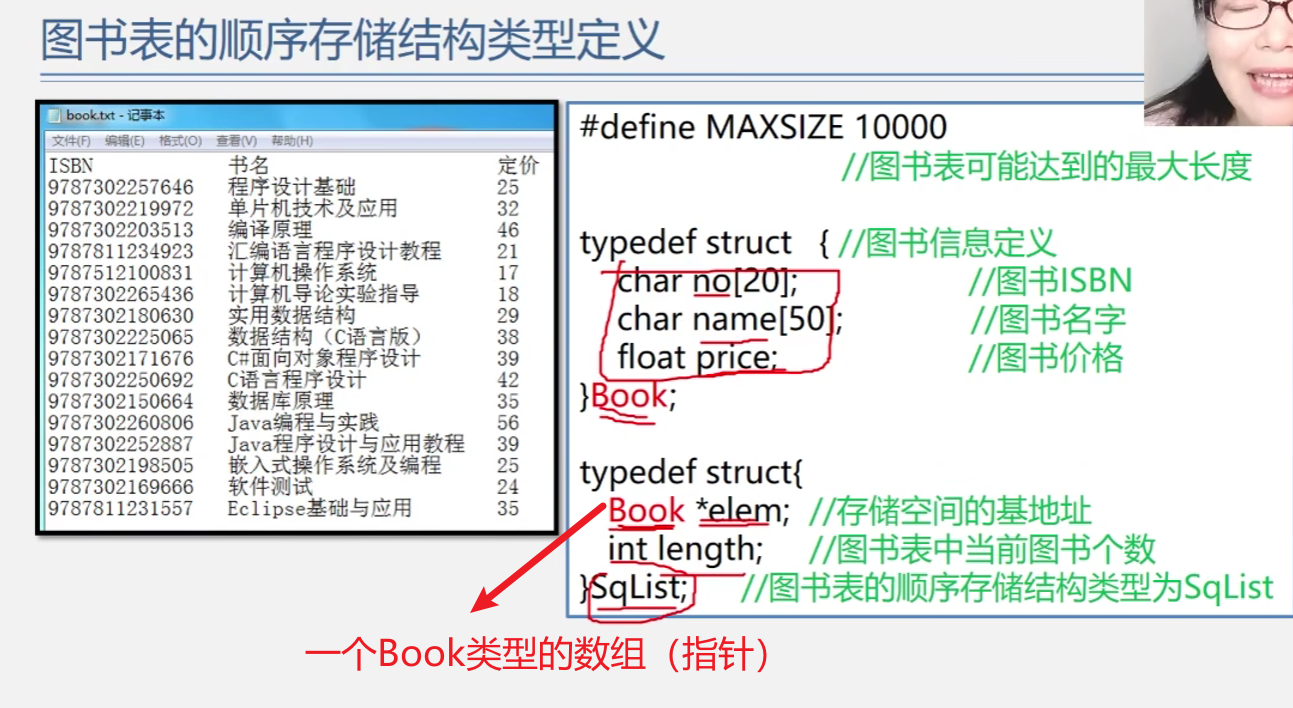 图书表的顺序存储结构类型定义
book.txt - 记事本
文件(F) 编辑(E) 格式(O) 查看(V) 帮助(H)
ISBN 书名 定价
9787302257646 程序设计基础 25
9787302219972 单片机技术及应用 32
9787302203513 编译原理 46
9787811234923 汇编语言程序设计教程 21
9787512100831 计算机操作系统 17
9787302265436 计算机导论实验指导 18
9787302180630 实用数据结构 29
9787302225065 数据结构（C语言版） 38
9787302171676 C#面向对象程序设计 39
9787302250692 C语言程序设计 42
9787302150664 数据库原理 35
9787302260806 Java编程与实践 56
9787302252887 Java程序设计与应用教程 39
9787302198505 嵌入式操作系统及编程 25
9787302169666 软件测试 24
9787811231557 Eclipse基础与应用 35
#define MAXSIZE 10000
//图书表可能达到的最大长度
typedef struct { //图书信息定义
char no[20]; //图书ISBN
char name[50]; //图书名字
float price; //图书价格
}Book;
typedef struct{
Book *elem; //存储空间的基地址
int length; //图书表中当前图书个数
}SqList; //图书表的顺序存储结构类型为SqList
一个Book类型的数组（指针）